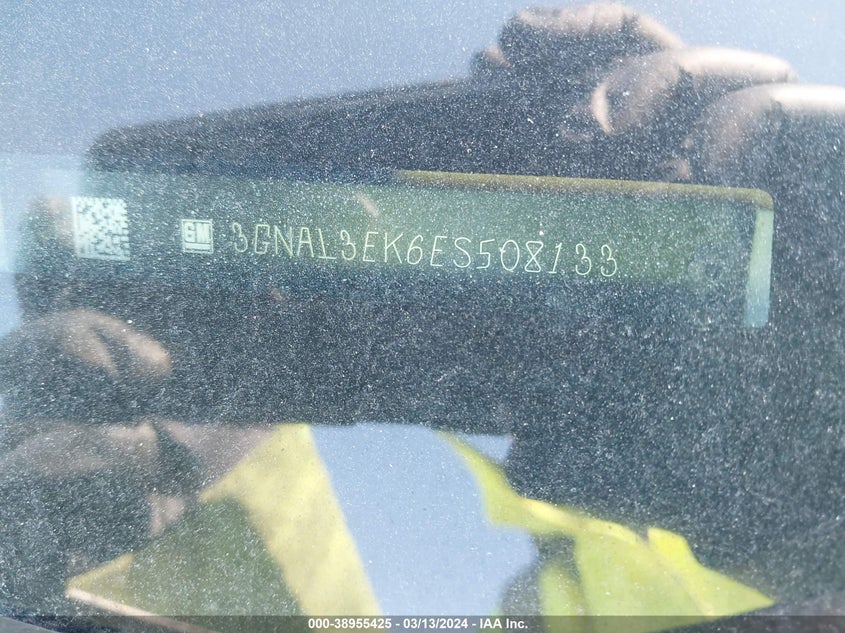 GM 3GNAL3EK6ES508133
000-38955425 - 03/13/2024 - IAA Inc.